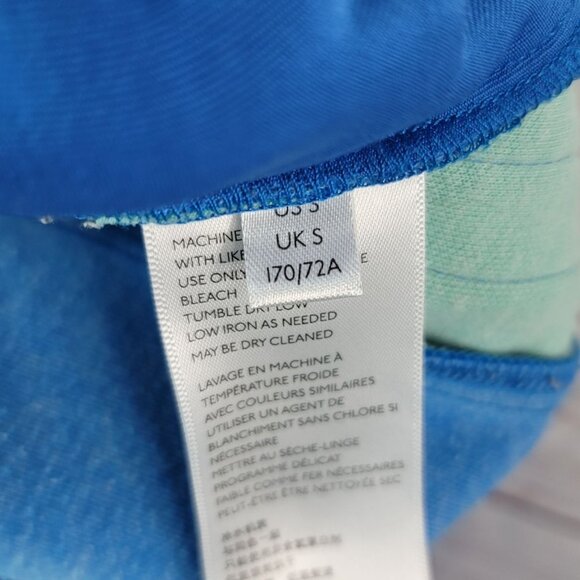 US S
UK S
170/72A
MACHINE
WITH LIKE
USE ONLY
BLEACH
TUMBLE DRY LOW
LOW IRON AS NEEDED
MAY BE DRY CLEANED
LAVAGE EN MACHINE À
TEMPÉRATURE FROIDE
AVEC COULEURS SIMILAIRES
UTILISER UN AGENT DE
BLANCHIMENT SANS CHLORE SI
NÉCESSAIRE
METTRE AU SÈCHE-LINGE
PROGRAMME DÉLICAT
FAIBLE COMME FER NÉCESSAIRES
PEUT-ÊTRE ÊTRE NETTOYÉE SEC